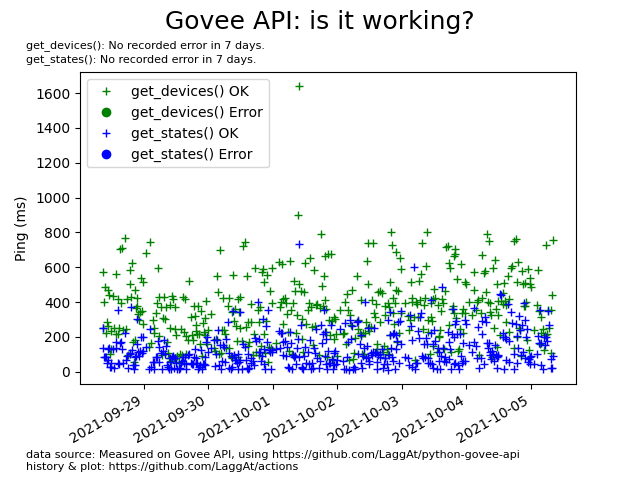 Govee API: is it working?
get_devices(): No recorded error in 7 days.
get_states(): No recorded error in 7 days.
get_devices() OK
get_devices() Error
get_states() OK
get_states() Error
Ping (ms)
1600
1400
1200
1000
800
600
400
200
0
2021-09-29
2021-09-30
2021-10-01
2021-10-02
2021-10-03
2021-10-04
2021-10-05
data source: Measured on Govee API, using https://github.com/LaggAt/python-govee-api
history & plot: https://github.com/LaggAt/actions